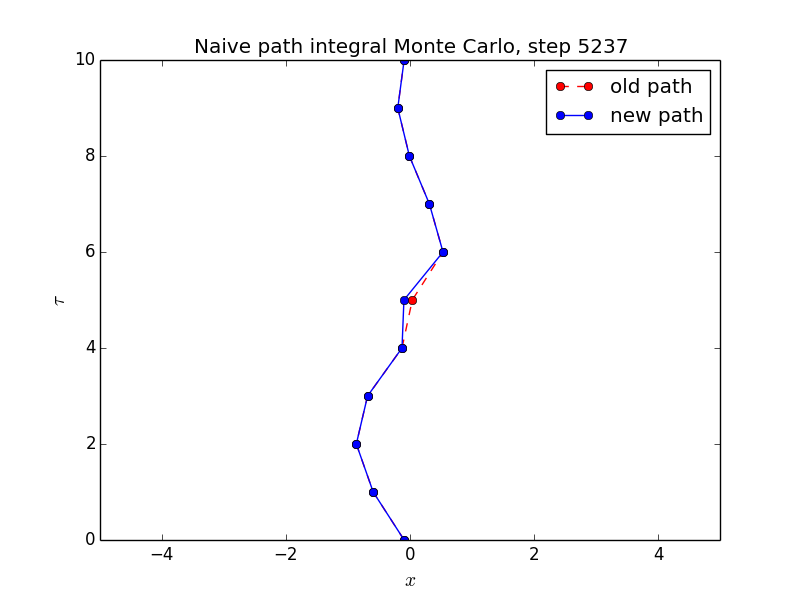 Naive path integral Monte Carlo, step 5237
old path
new path
10
8
6
4
2
0
τ
−4 −2 0 2 4
x